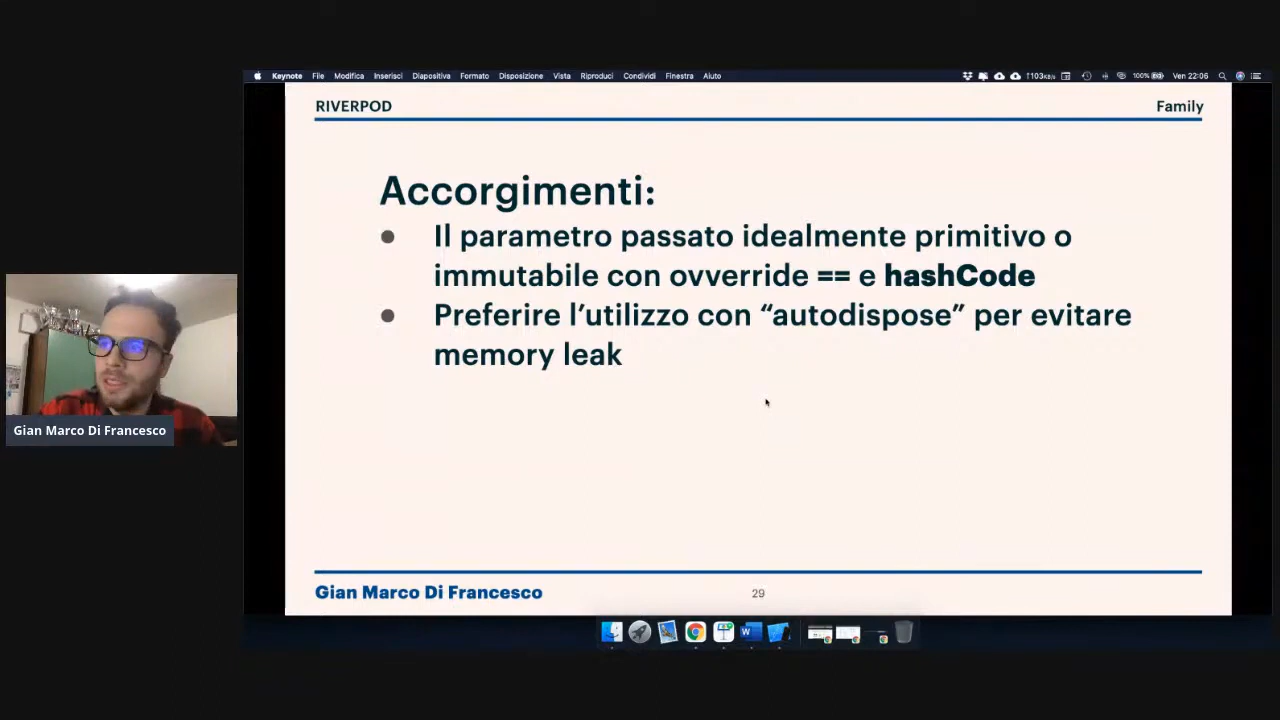 Keynote File Modifica Inserisci Diapositiva Formato Disposizione Vista Riproduci Condividi Finestra Aiuto
103KB/s 100% Ven 22:06
RIVERPOD
Family
Accorgimenti:
● Il parametro passato idealmente primitivo o
immutabile con ovverride == e hashCode
● Preferire l’utilizzo con “autodispose” per evitare
memory leak
Gian Marco Di Francesco
Gian Marco Di Francesco
29